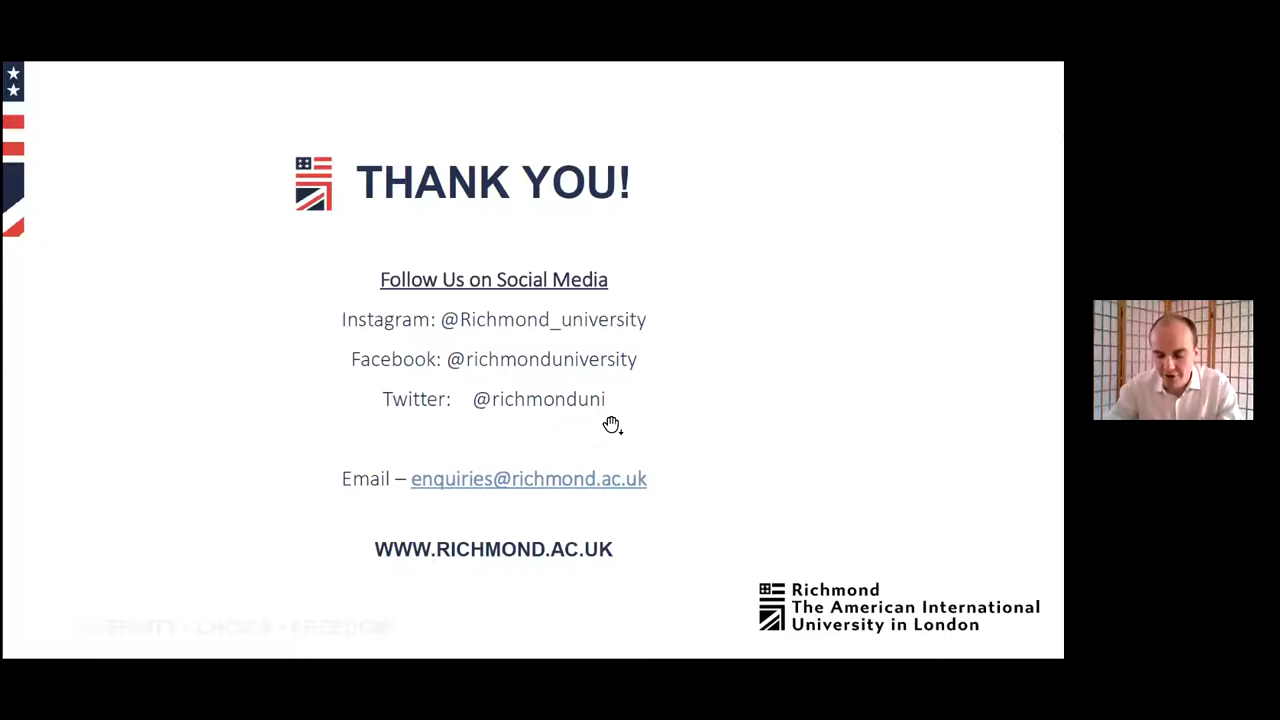 THANK YOU!
Follow Us on Social Media
Instagram: @Richmond_university
Facebook: @richmonduniversity
Twitter: @richmonduni
Email – enquiries@richmond.ac.uk
WWW.RICHMOND.AC.UK
Richmond
The American International
University in London